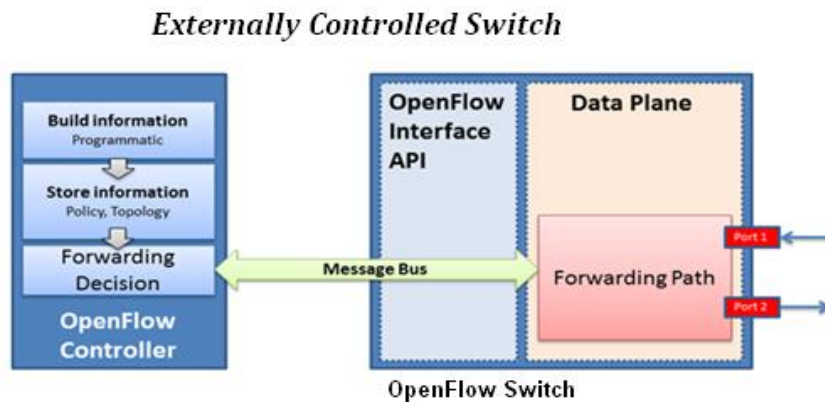 Externally Controlled Switch
Build information
Programmatic
Store information
Policy, Topology
Forwarding
Decision
OpenFlow
Controller
Message Bus
OpenFlow
Interface
API
Data Plane
Forwarding Path
Port 1
Port 2
OpenFlow Switch